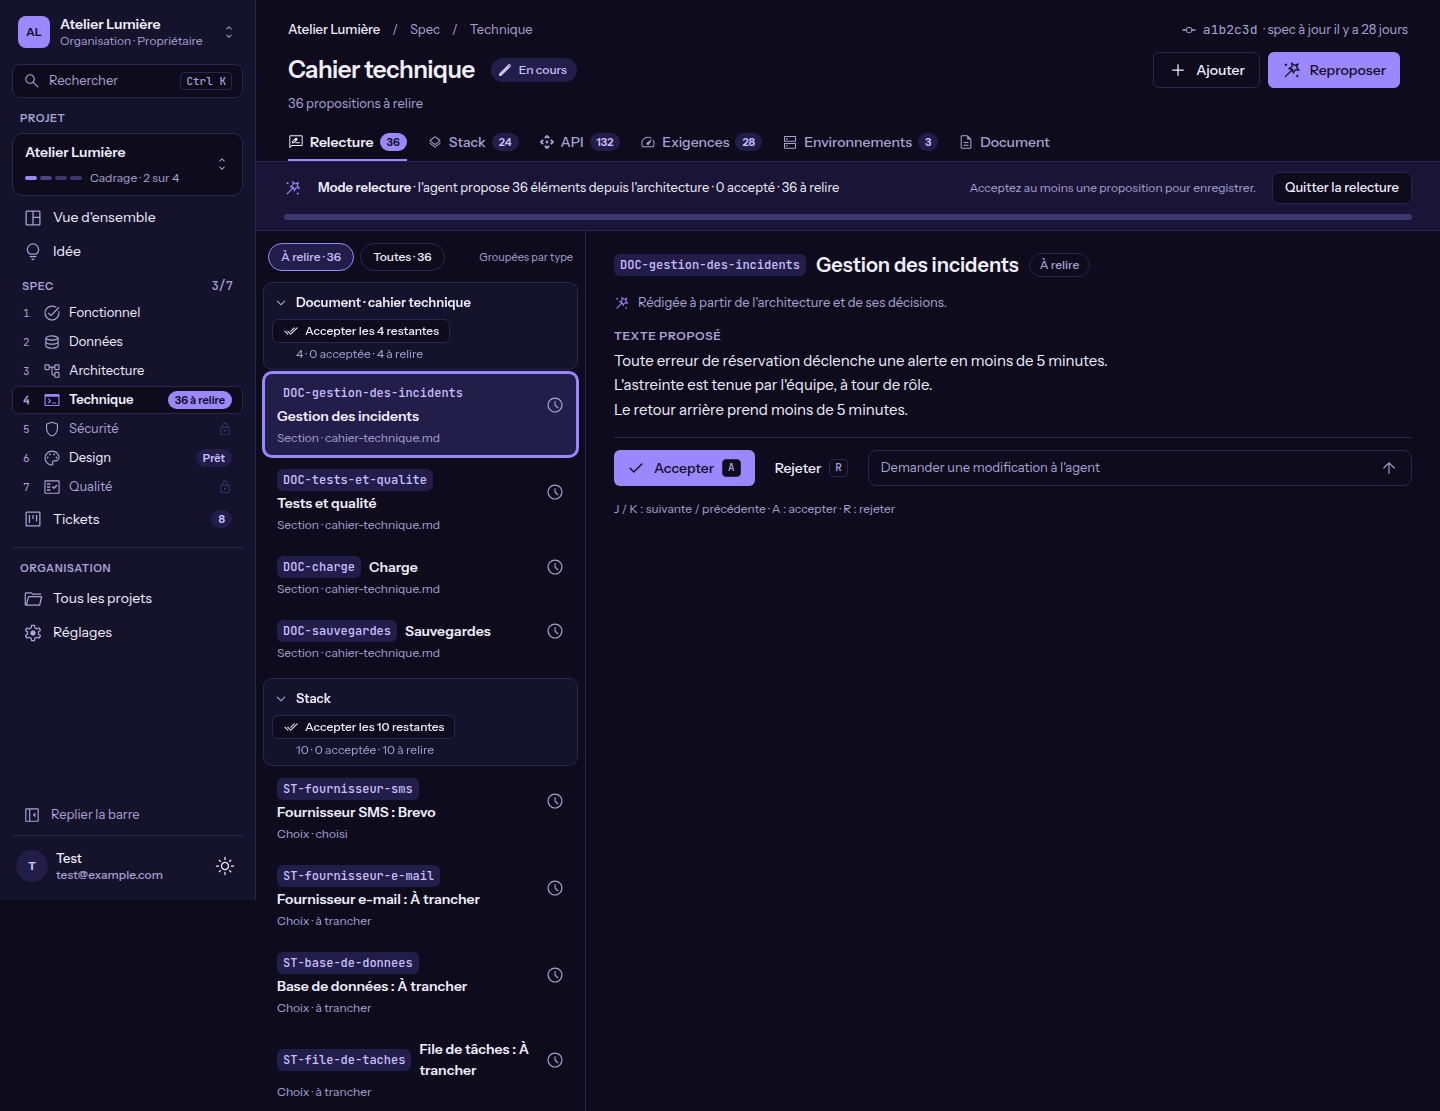 AL
Atelier Lumière
Organisation · Propriétaire
Rechercher
Ctrl K
PROJET
Atelier Lumière
Cadrage · 2 sur 4
Vue d'ensemble
Idée
SPEC 3/7
1 Fonctionnel
2 Données
3 Architecture
4 Technique 36 à relire
5 Sécurité
6 Design Prêt
7 Qualité
Tickets 8
ORGANISATION
Tous les projets
Réglages
Replier la barre
T
Test
test@example.com
Atelier Lumière / Spec / Technique
a1b2c3d · spec à jour il y a 28 jours
Cahier technique
En cours
Ajouter
Reproposer
36 propositions à relire
Relecture 36
Stack 24
API 132
Exigences 28
Environnements 3
Document
Mode relecture · l'agent propose 36 éléments depuis l'architecture · 0 accepté · 36 à relire
Acceptez au moins une proposition pour enregistrer.
Quitter la relecture
À relire · 36
Toutes · 36
Groupées par type
Document · cahier technique
Accepter les 4 restantes
4 · 0 acceptée · 4 à relire
DOC-gestion-des-incidents
Gestion des incidents
Section · cahier-technique.md
DOC-tests-et-qualite
Tests et qualité
Section · cahier-technique.md
DOC-charge Charge
Section · cahier-technique.md
DOC-sauvegardes Sauvegardes
Section · cahier-technique.md
Stack
Accepter les 10 restantes
10 · 0 acceptée · 10 à relire
ST-fournisseur-sms
Fournisseur SMS : Brevo
Choix · choisi
ST-fournisseur-e-mail
Fournisseur e-mail : À trancher
Choix · à trancher
ST-base-de-donnees
Base de données : À trancher
Choix · à trancher
ST-file-de-taches
File de tâches : À
trancher
Choix · à trancher
DOC-gestion-des-incidents Gestion des incidents À relire
Rédigée à partir de l'architecture et de ses décisions.
TEXTE PROPOSÉ
Toute erreur de réservation déclenche une alerte en moins de 5 minutes.
L'astreinte est tenue par l'équipe, à tour de rôle.
Le retour arrière prend moins de 5 minutes.
Accepter A
Rejeter R
Demander une modification à l'agent
J / K : suivante / précédente · A : accepter · R : rejeter